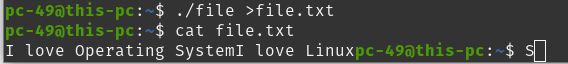 pc-49@this-pc:~$ ./file >file.txt
pc-49@this-pc:~$ cat file.txt
I love Operating SystemI love Linuxpc-49@this-pc:~$ S